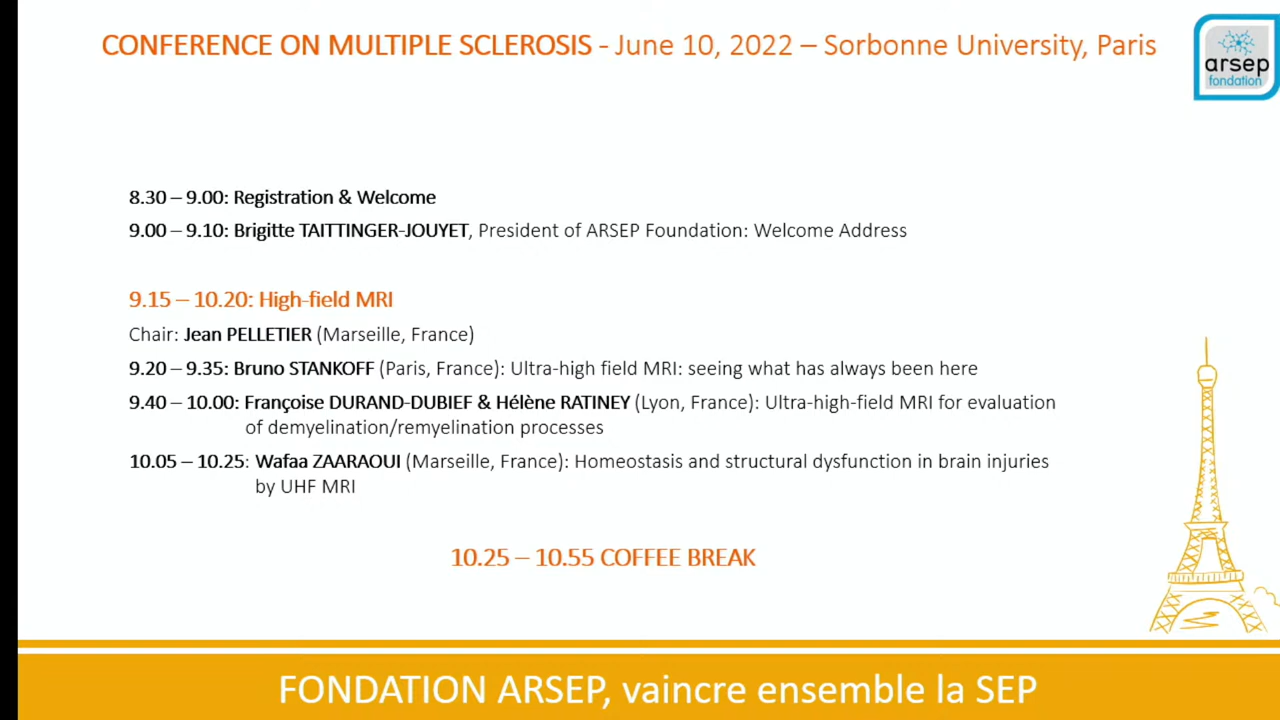 CONFERENCE ON MULTIPLE SCLEROSIS - June 10, 2022 – Sorbonne University, Paris
arsep
fondation
8.30 – 9.00: Registration & Welcome
9.00 – 9.10: Brigitte TAITTINGER-JOUYET, President of ARSEP Foundation: Welcome Address
9.15 – 10.20: High-field MRI
Chair: Jean PELLETIER (Marseille, France)
9.20 – 9.35: Bruno STANKOFF (Paris, France): Ultra-high field MRI: seeing what has always been here
9.40 – 10.00: Françoise DURAND-DUBIEF & Hélène RATINEY (Lyon, France): Ultra-high-field MRI for evaluation
of demyelination/remyelination processes
10.05 – 10.25: Wafaa ZAARAOUI (Marseille, France): Homeostasis and structural dysfunction in brain injuries
by UHF MRI
10.25 – 10.55 COFFEE BREAK
FONDATION ARSEP, vaincre ensemble la SEP